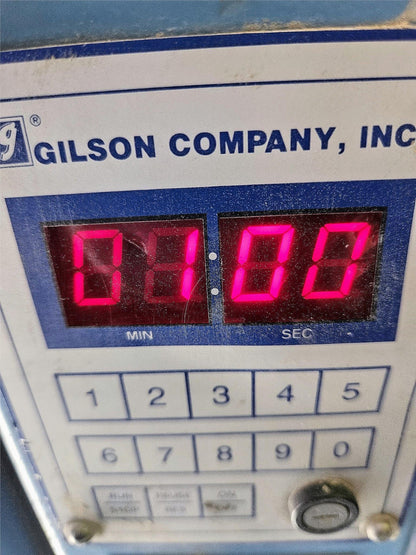 ®
GILSON COMPANY, INC
01:00
MIN SEC
1 2 3 4 5
6 7 8 9 0
RUN ON
STOP